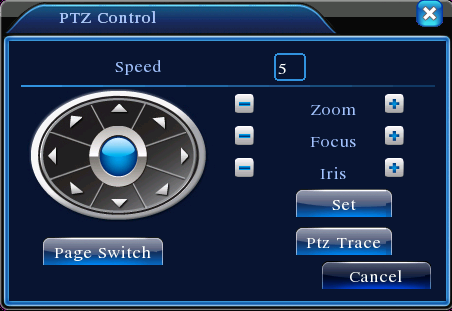 PTZ Control
Speed 5
Zoom
Focus
Iris
Set
Page Switch
Ptz Trace
Cancel